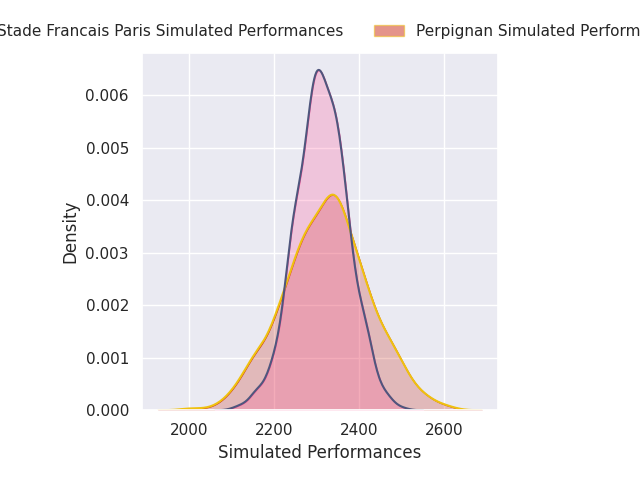 Stade Francais Paris Simulated Performances
Perpignan Simulated Perform
0.006
0.005
0.004
0.003
0.002
0.001
0.000
Density
2000 2200 2400 2600
Simulated Performances